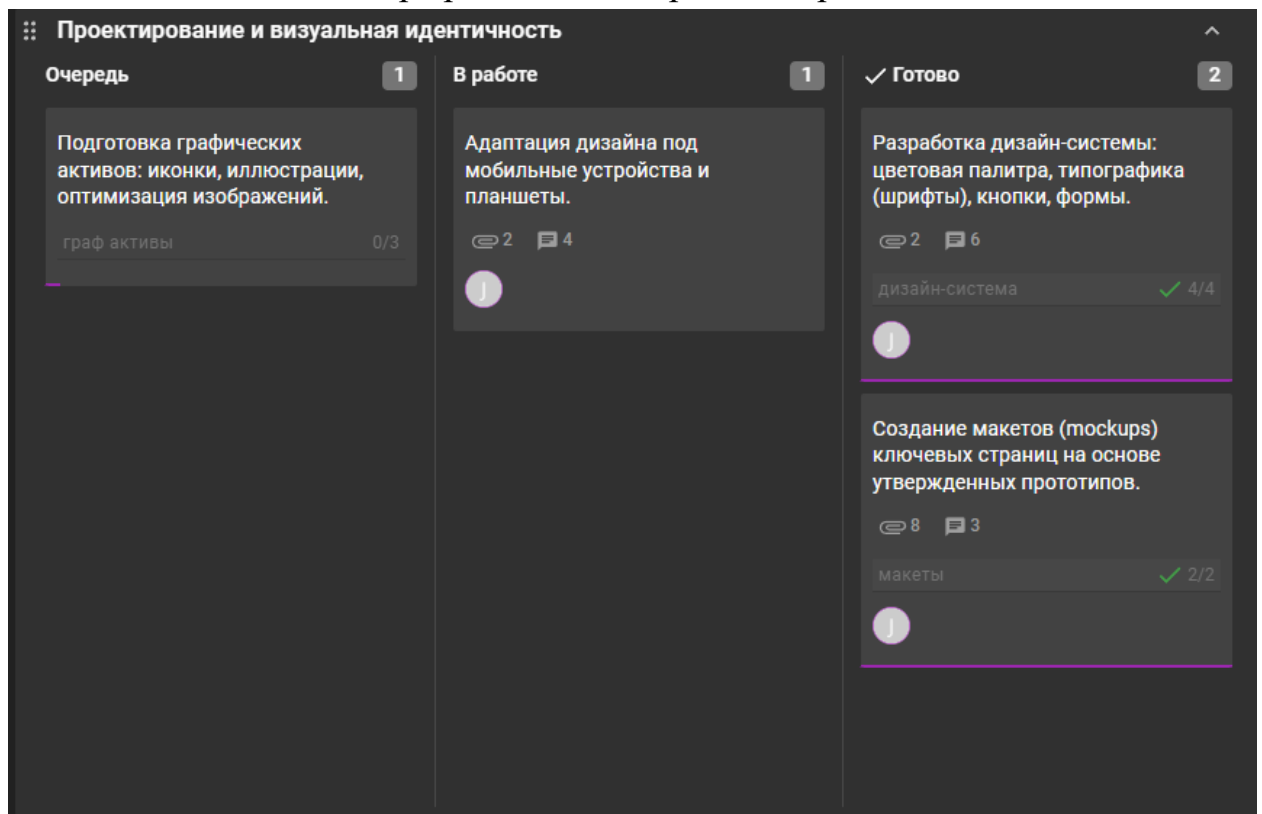 Проектирование и визуальная идентичность
Очередь 1
Подготовка графических
активов: иконки, иллюстрации,
оптимизация изображений.
граф активы 0/3
В работе 1
Адаптация дизайна под
мобильные устройства и
планшеты.
2 4
J
Готово 2
Разработка дизайн-системы:
цветовая палитра, типографика
(шрифты), кнопки, формы.
2 6
дизайн-система 4/4
J
Создание макетов (mockups)
ключевых страниц на основе
утвержденных прототипов.
8 3
макеты 2/2
J